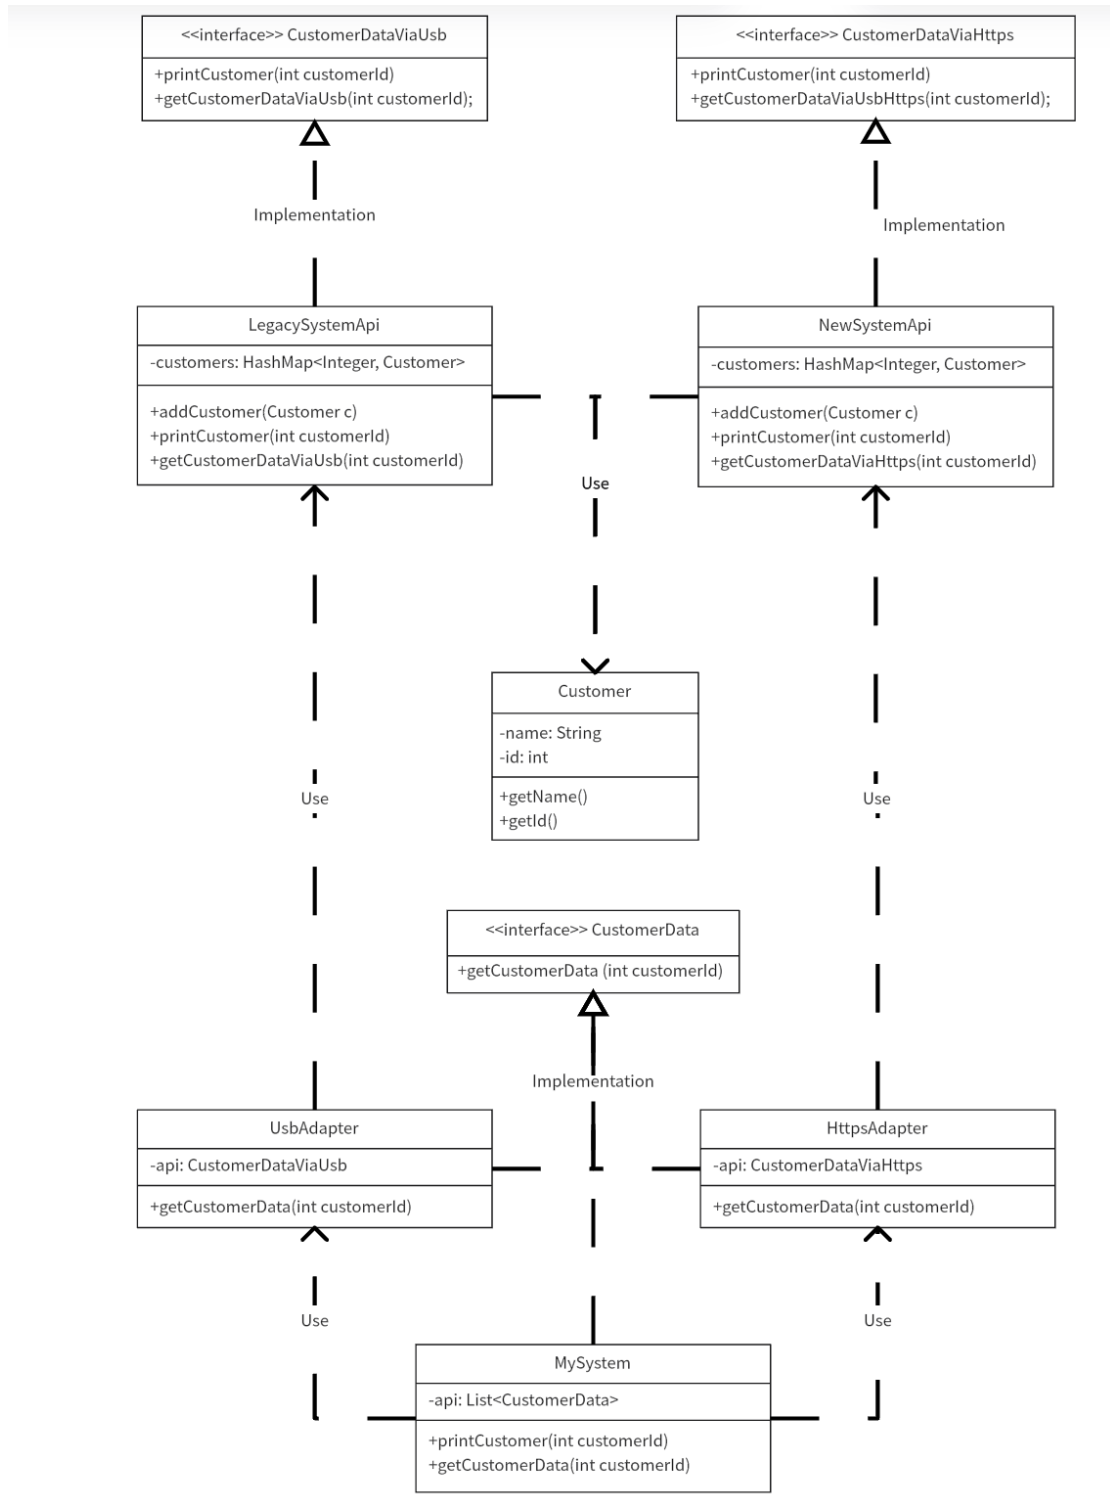 <<interface>> CustomerDataViaUsb
+printCustomer(int customerId)
+getCustomerDataViaUsb(int customerId);
<<interface>> CustomerDataViaHttps
+printCustomer(int customerId)
+getCustomerDataViaUsbHttps(int customerId);
Implementation
Implementation
LegacySystemApi
-customers: HashMap<Integer, Customer>
+addCustomer(Customer c)
+printCustomer(int customerId)
+getCustomerDataViaUsb(int customerId)
NewSystemApi
-customers: HashMap<Integer, Customer>
+addCustomer(Customer c)
+printCustomer(int customerId)
+getCustomerDataViaHttps(int customerId)
Use
Customer
-name: String
-id: int
+getName()
+getId()
Use
Use
<<interface>> CustomerData
+getCustomerData (int customerId)
Implementation
UsbAdapter
-api: CustomerDataViaUsb
+getCustomerData(int customerId)
HttpsAdapter
-api: CustomerDataViaHttps
+getCustomerData(int customerId)
Use
Use
MySystem
-api: List<CustomerData>
+printCustomer(int customerId)
+getCustomerData(int customerId)